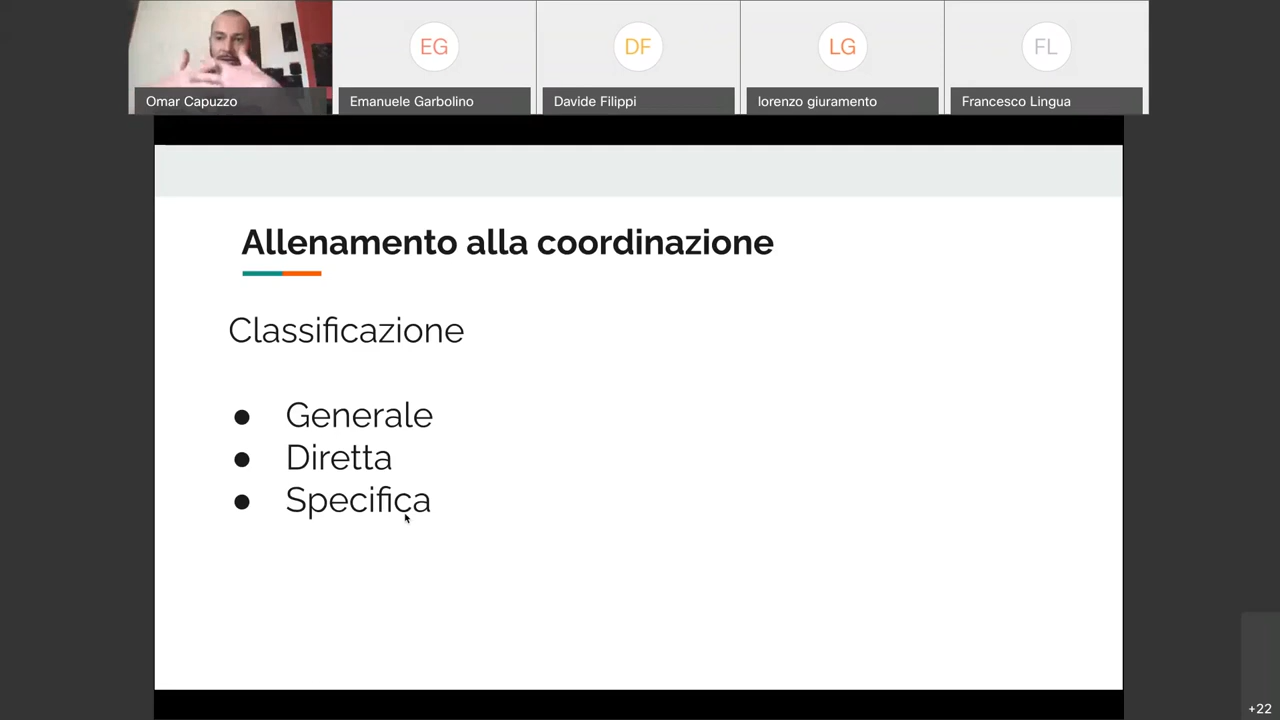 EG
DF
LG
FL
Omar Capuzzo
Emanuele Garbolino
Davide Filippi
lorenzo giuramento
Francesco Lingua
Allenamento alla coordinazione
Classificazione
● Generale
● Diretta
● Specifica
+22